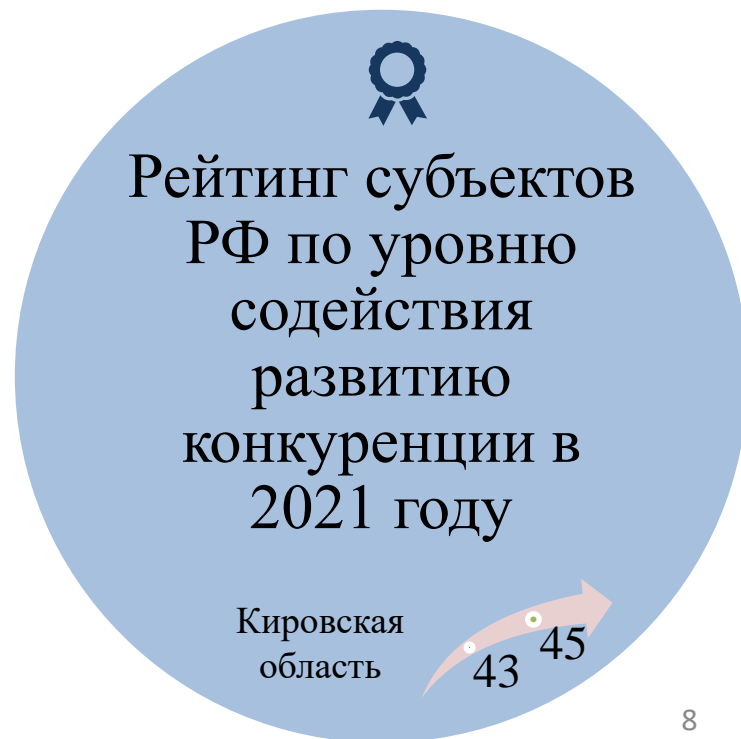 Рейтинг субъектов
РФ по уровню
содействия
развитию
конкуренции в
2021 году
Кировская
область
43
45
8